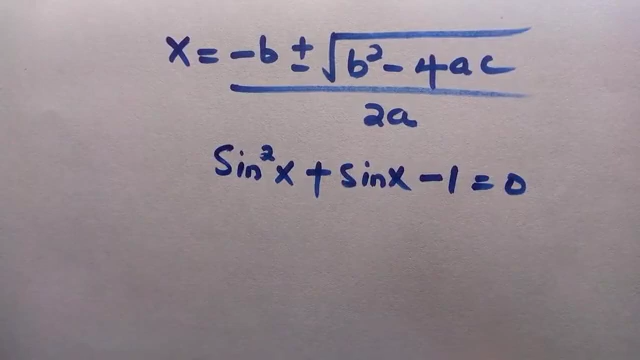 x = -b ± √b² - 4ac / 2a
Sin²x + sinx - 1 = 0